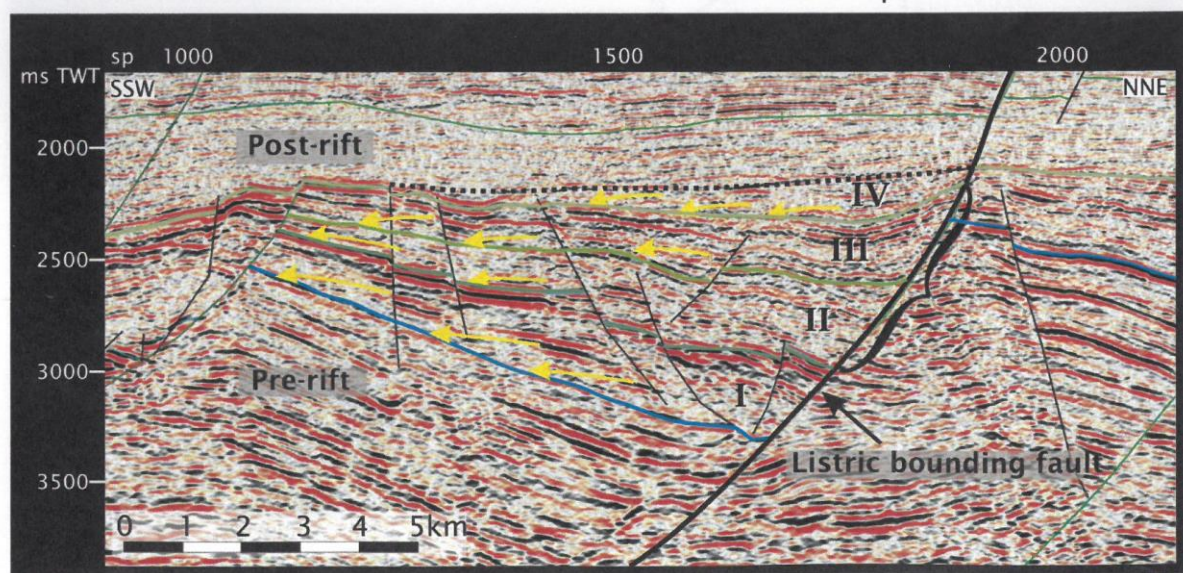 sp 1000 1500 2000
ms TWT
SSW NNE
2000
Post-rift
IV
III
2500
II
3000
Pre-rift
I
Listric bounding fault
3500
0 1 2 3 4 5km